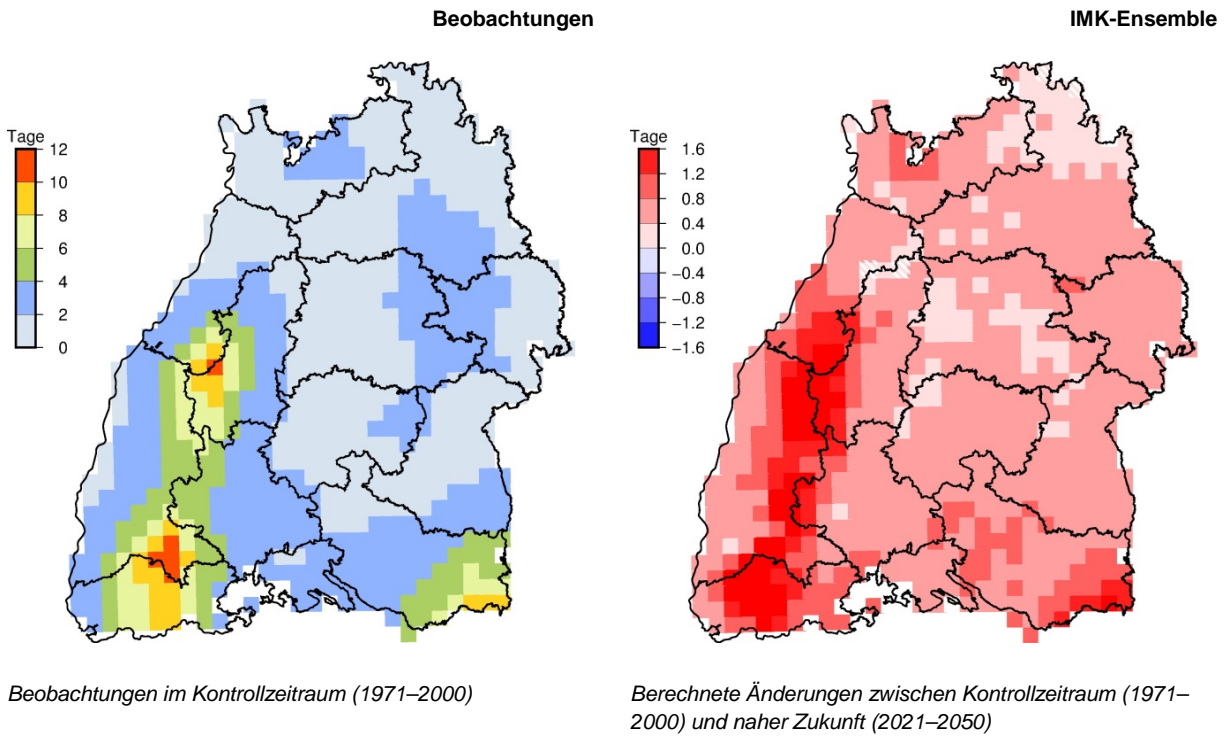 Beobachtungen
IMK-Ensemble
Tage
12
10
8
6
4
2
0
Tage
1.6
1.2
0.8
0.4
0.0
−0.4
−0.8
−1.2
−1.6
Beobachtungen im Kontrollzeitraum (1971–2000)
Berechnete Änderungen zwischen Kontrollzeitraum (1971–
2000) und naher Zukunft (2021–2050)